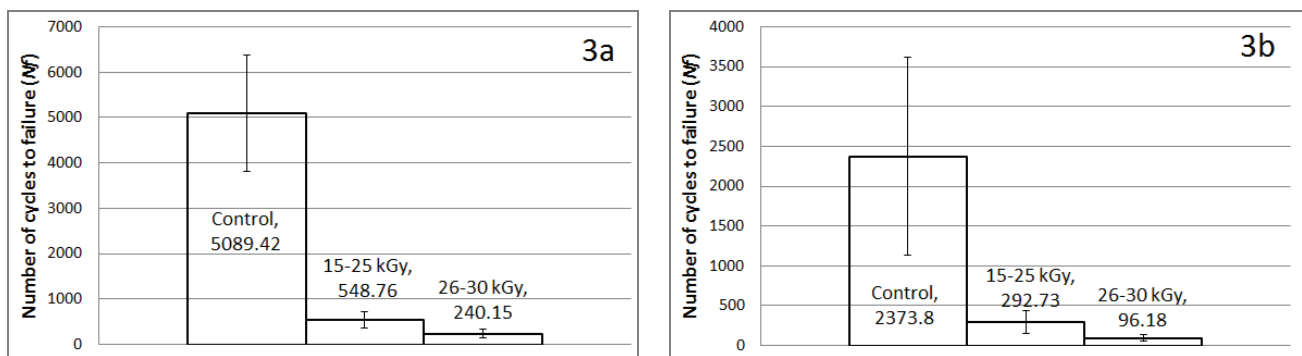 3a
Number of cycles to failure (Nf)
7000
6000
5000
4000
3000
2000
1000
0
Control,
5089.42
15-25 kGy,
548.76
26-30 kGy,
240.15
3b
Number of cycles to failure (Nf)
4000
3500
3000
2500
2000
1500
1000
500
0
Control,
2373.8
15-25 kGy,
292.73
26-30 kGy,
96.18